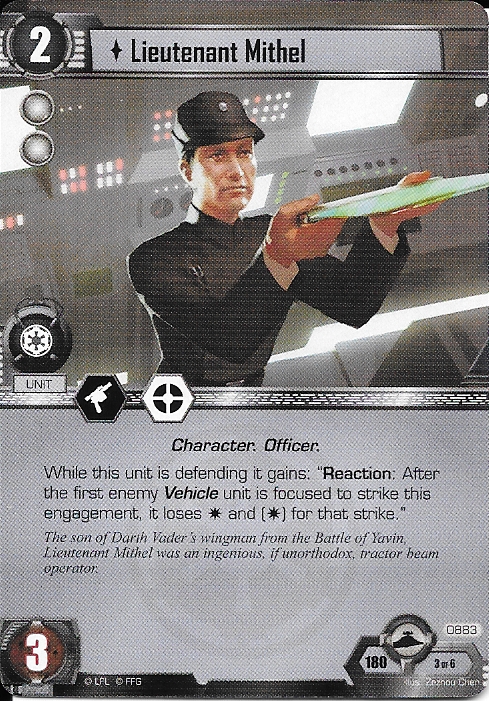 2
Lieutenant Mithel
UNIT
Character. Officer.
While this unit is defending it gains: “Reaction: After
the first enemy Vehicle unit is focused to strike this
engagement, it loses ✷ and (✷) for that strike.”
The son of Darth Vader's wingman from the Battle of Yavin,
Lieutenant Mithel was an ingenious, if unorthodox, tractor beam
operator.
0883
3
180
3 of 6
© LFL © FFG
Illus. Zezhou Chen